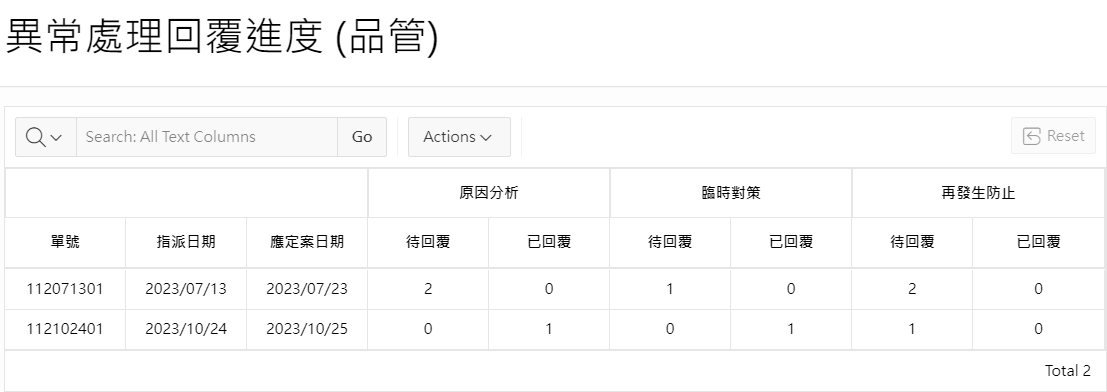 異常處理回覆進度 (品管)
Search: All Text Columns Go Actions Reset
原因分析 臨時對策 再發生防止
單號 指派日期 應定案日期 待回覆 已回覆 待回覆 已回覆 待回覆 已回覆
112071301 2023/07/13 2023/07/23 2 0 1 0 2 0
112102401 2023/10/24 2023/10/25 0 1 0 1 1 0
Total 2